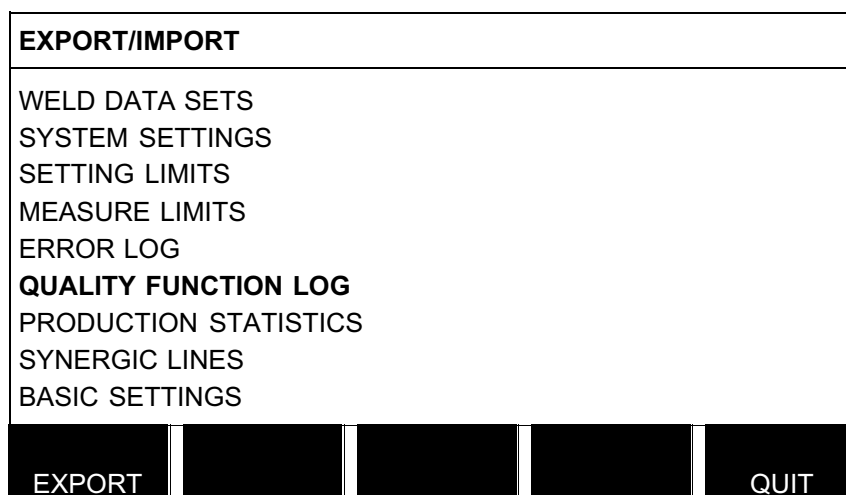 EXPORT/IMPORT
WELD DATA SETS
SYSTEM SETTINGS
SETTING LIMITS
MEASURE LIMITS
ERROR LOG
QUALITY FUNCTION LOG
PRODUCTION STATISTICS
SYNERGIC LINES
BASIC SETTINGS
EXPORT QUIT